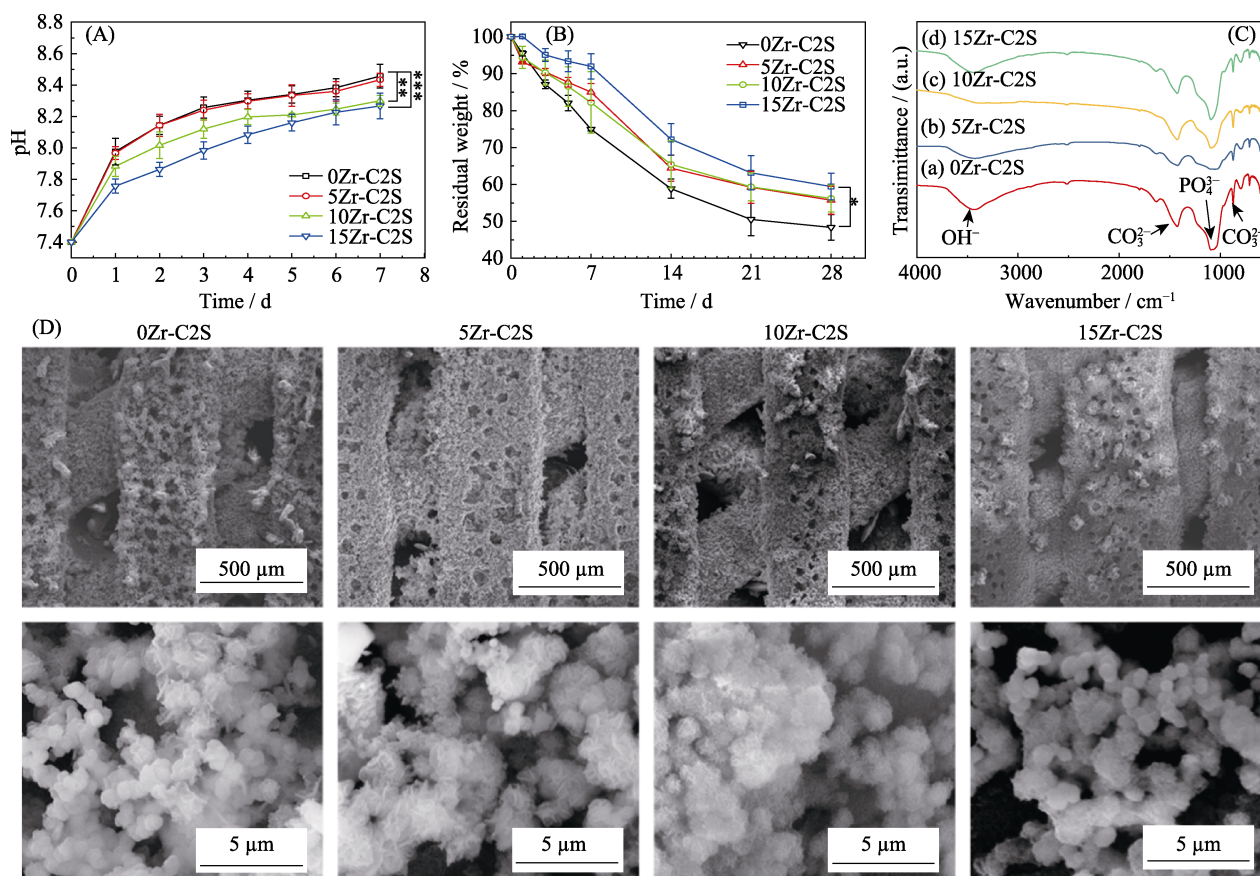 (A)
pH
8.8
8.6
8.4
8.2
8.0
7.8
7.6
7.4
**
***
0Zr-C2S
5Zr-C2S
10Zr-C2S
15Zr-C2S
0 1 2 3 4 5 6 7 8
Time / d
(B)
Residual weight / %
100
90
80
70
60
50
40
0Zr-C2S
5Zr-C2S
10Zr-C2S
15Zr-C2S
*
0 7 14 21 28
Time / d
(C)
Transimittance / (a.u.)
(d) 15Zr-C2S
(c) 10Zr-C2S
(b) 5Zr-C2S
(a) 0Zr-C2S
PO₄³⁻
OH⁻
CO₃²⁻
CO₃²⁻
4000 3000 2000 1000
Wavenumber / cm⁻¹
(D)
0Zr-C2S 5Zr-C2S 10Zr-C2S 15Zr-C2S
500 µm 500 µm 500 µm 500 µm
5 µm 5 µm 5 µm 5 µm